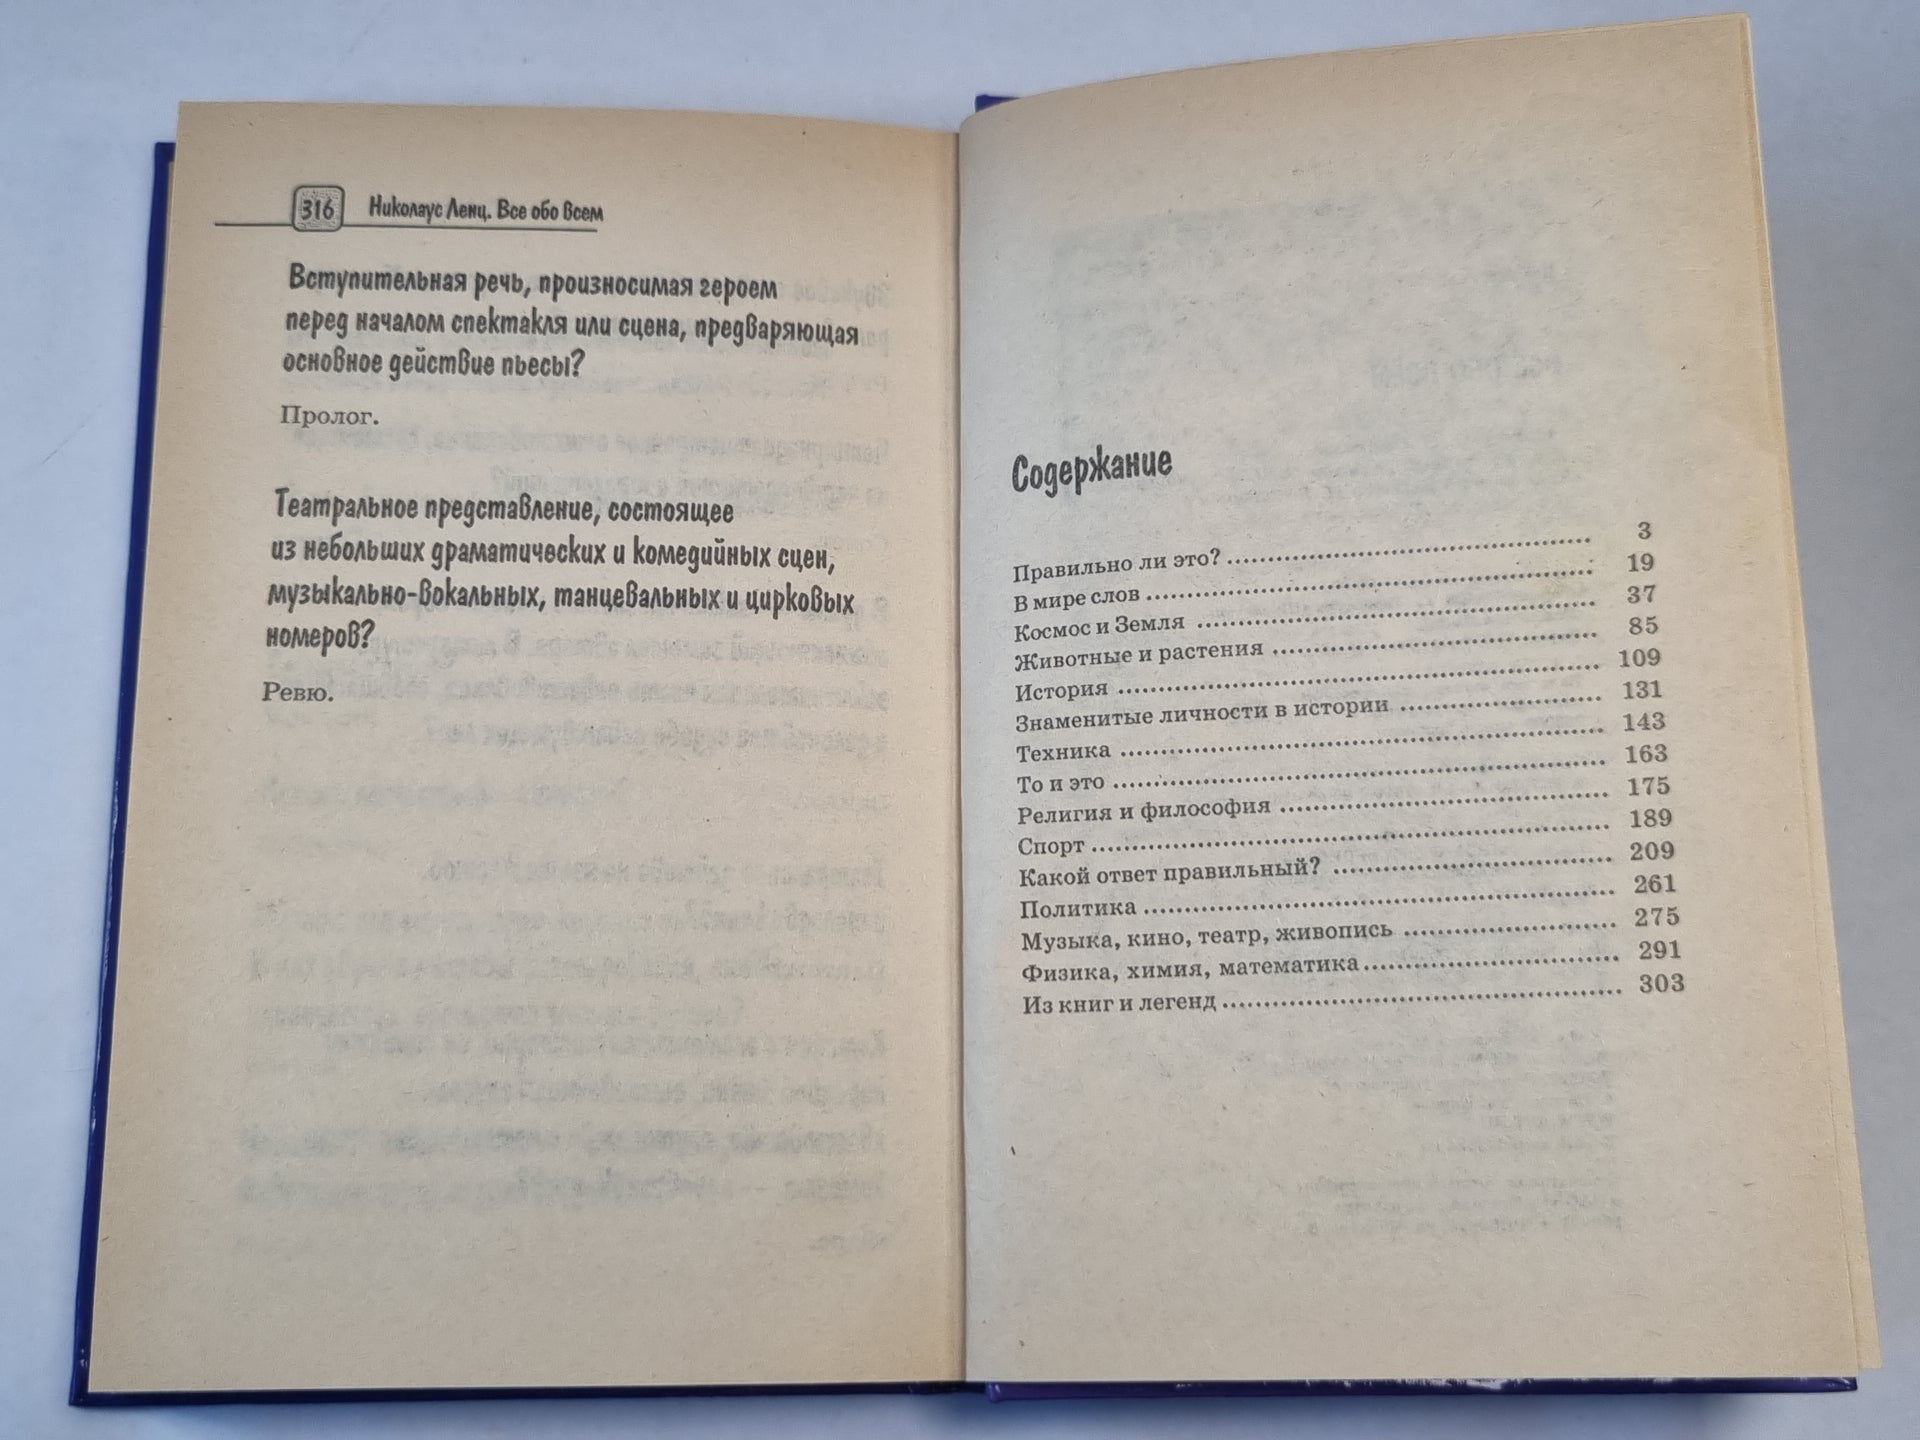 316 Николаус Ленц. Все обо всем
Вступительная речь, произносимая героем
перед началом спектакля или сцена, предваряющая
основное действие пьесы?
Пролог.
Театральное представление, состоящее
из небольших драматических и комедийных сцен,
музыкально-вокальных, танцевальных и цирковых
номеров?
Ревю.
Содержание
Правильно ли это? 3
В мире слов 19
Космос и Земля 37
Животные и растения 85
История 109
Знаменитые личности в истории 131
Техника 143
То и это 163
Религия и философия 175
Спорт 189
Какой ответ правильный? 209
Политика 261
Музыка, кино, театр, живопись 275
Физика, химия, математика 291
Из книг и легенд 303